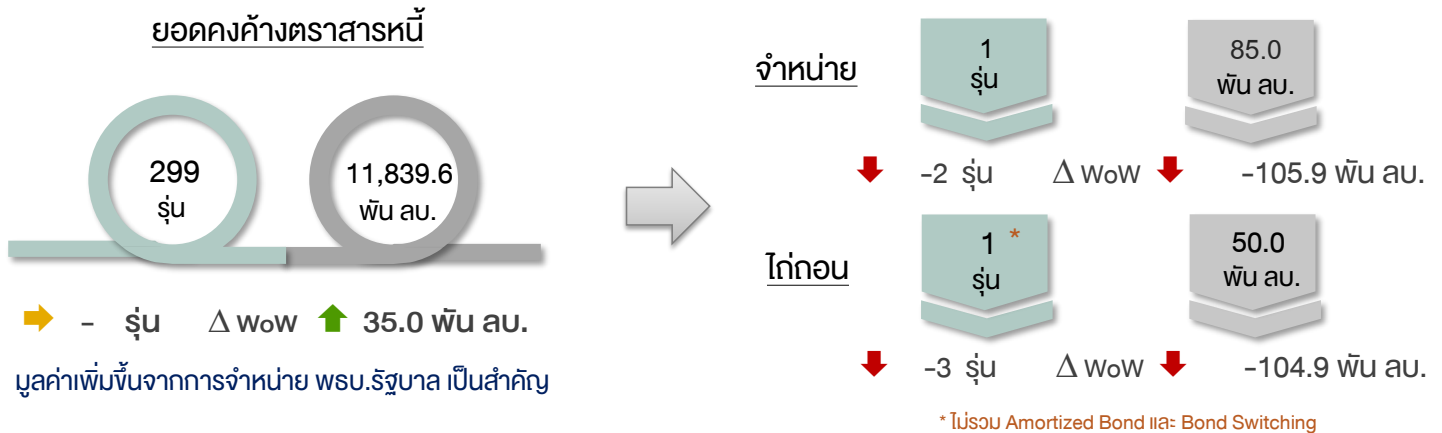 ยอดคงค้างตราสารหนี้
299
รุ่น
11,839.6
พัน ลบ.
- รุ่น Δ WoW 35.0 พัน ลบ.
มูลค่าเพิ่มขึ้นจากการจำหน่าย พธบ.รัฐบาล เป็นสำคัญ
จำหน่าย
1
รุ่น
85.0
พัน ลบ.
-2 รุ่น Δ WoW -105.9 พัน ลบ.
ไถ่ถอน
1 *
รุ่น
50.0
พัน ลบ.
-3 รุ่น Δ WoW -104.9 พัน ลบ.
* ไม่รวม Amortized Bond และ Bond Switching